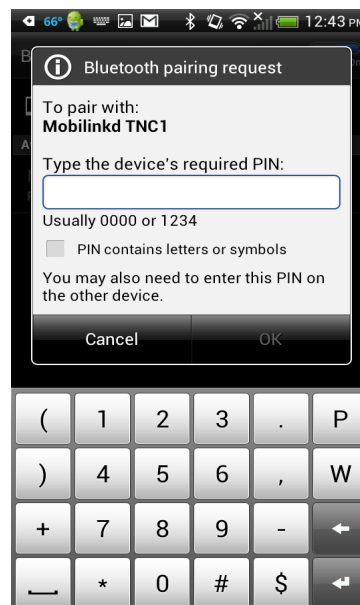 66° 12:43 PM
Bluetooth pairing request
To pair with:
Mobilinkd TNC1
Type the device's required PIN:
Usually 0000 or 1234
PIN contains letters or symbols
You may also need to enter this PIN on
the other device.
Cancel OK
( 1 2 3 . P
) 4 5 6 , W
+ 7 8 9 -
* 0 # $